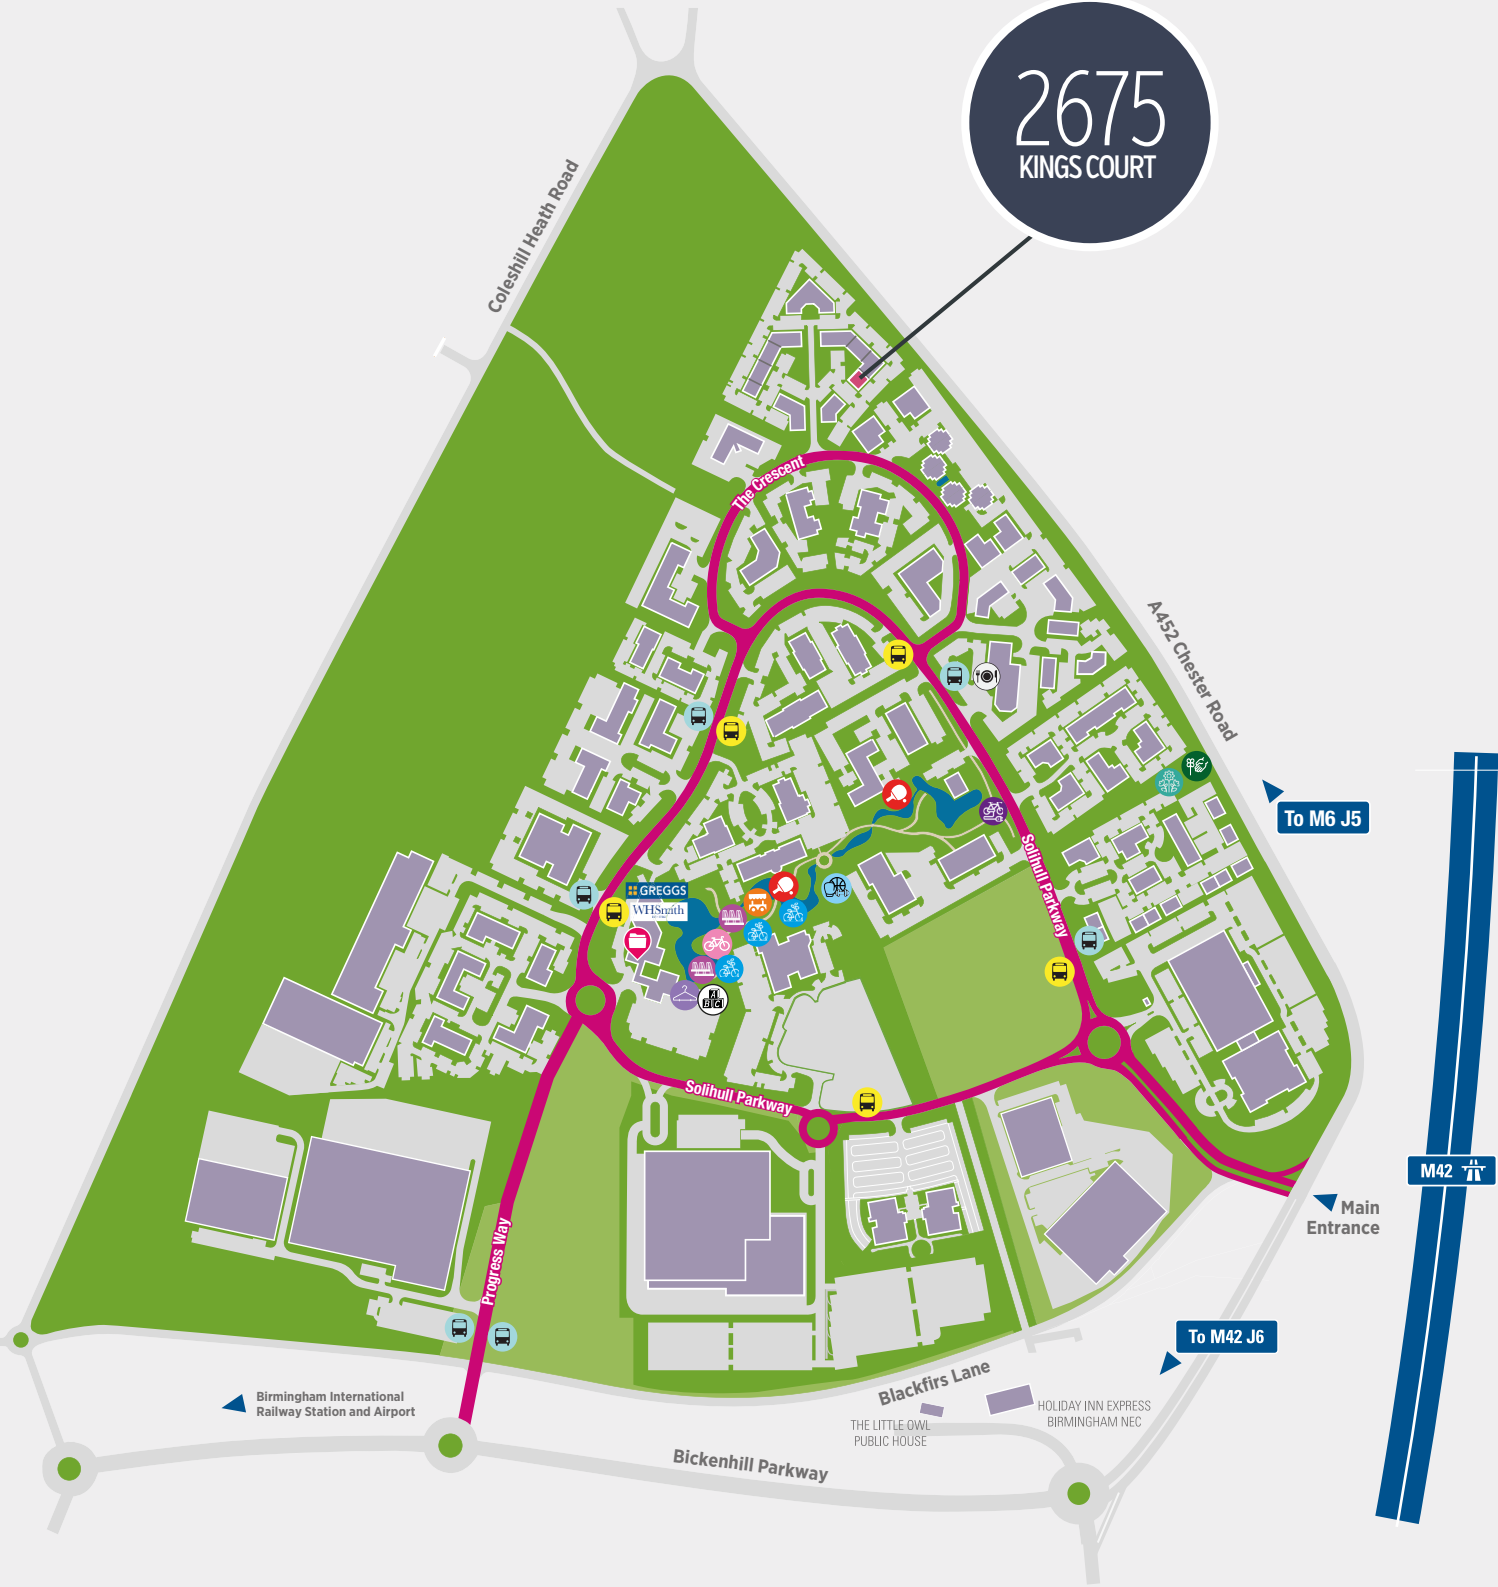 2675
KINGS COURT
Coleshill Heath Road
The Crescent
A452 Chester Road
To M6 J5
Solihull Parkway
GREGGS
WHSmith
A
B C
Solihull Parkway
M42
Main
Entrance
Progress Way
To M42 J6
Birmingham International
Railway Station and Airport
Blackfirs Lane
HOLIDAY INN EXPRESS
BIRMINGHAM NEC
THE LITTLE OWL
PUBLIC HOUSE
Bickenhill Parkway